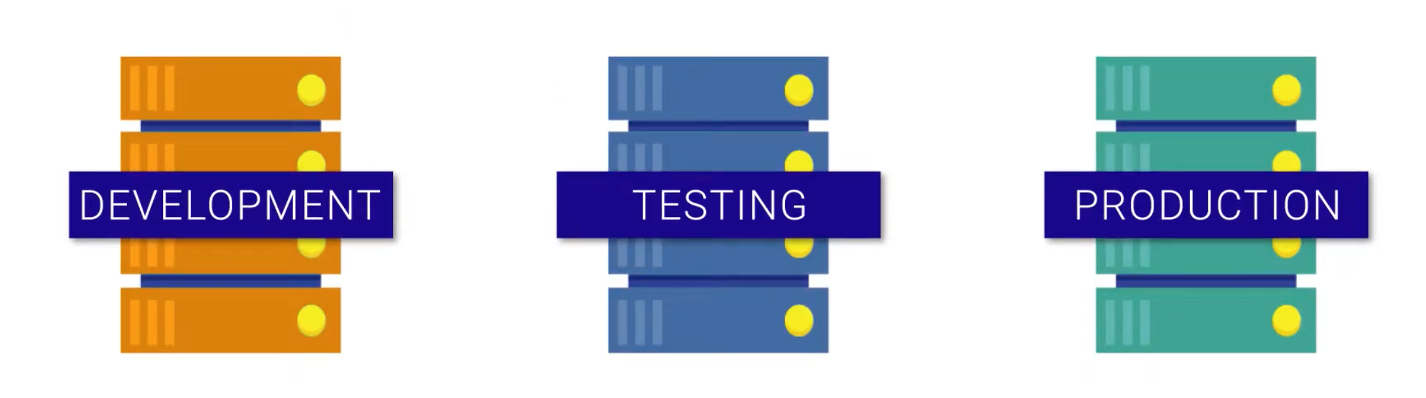 DEVELOPMENT
TESTING
PRODUCTION